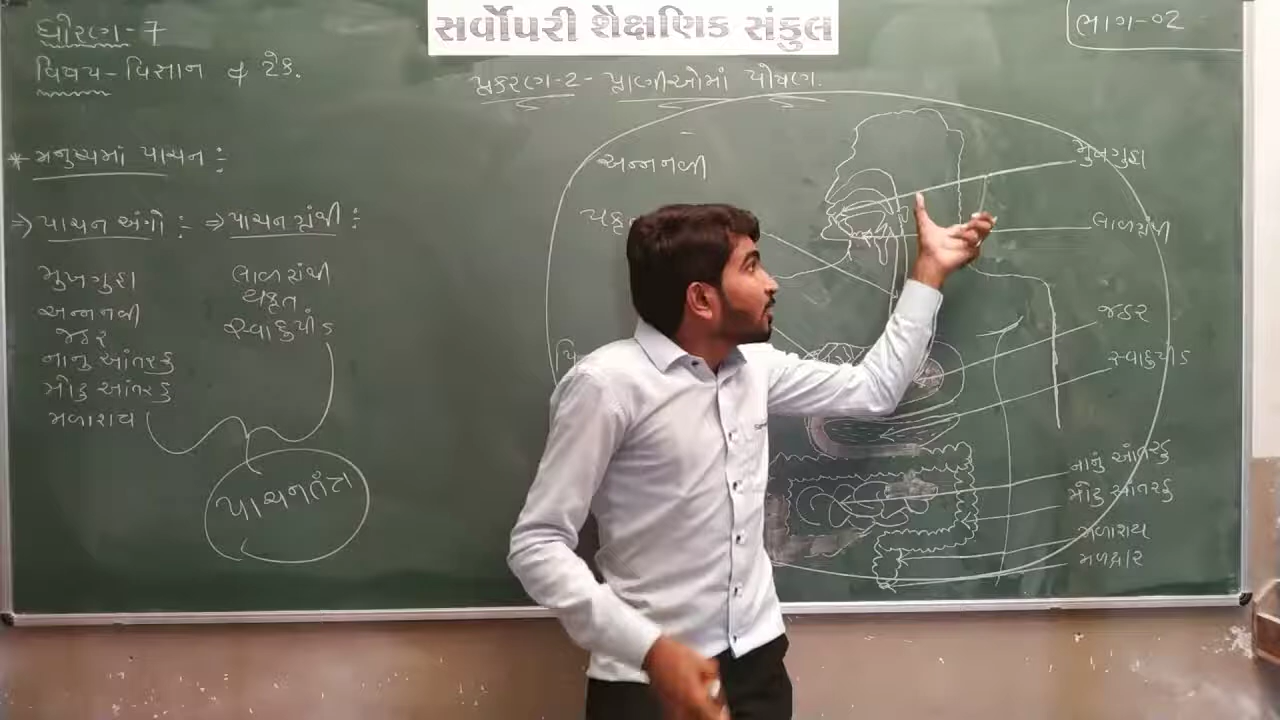 સર્વોપરી શૈક્ષણિક સંકુલ
ધોરણ-7
વિષય-વિજ્ઞાન & ટેક.
ભાગ-02
પ્રકરણ-2 - પ્રાણીઓમાં પોષણ.
* મનુષ્યમાં પાચન :
⇒ પાચન અંગો :- ⇒ પાચન ગ્રંથી :
મુખગુહા
અન્નનળી
જઠર
નાનુ આંતરડુ
મોટુ આંતરડુ
મળાશય
લાળગ્રંથી
યકૃત
સ્વાદુપીંડ
પાચનતંત્ર
અન્નનળી
મુખગુહા
લાળગ્રંથી
જઠર
સ્વાદુપીંડ
નાનું આંતરડુ
મોટુ આંતરડુ
મળાશય
મળદ્વાર